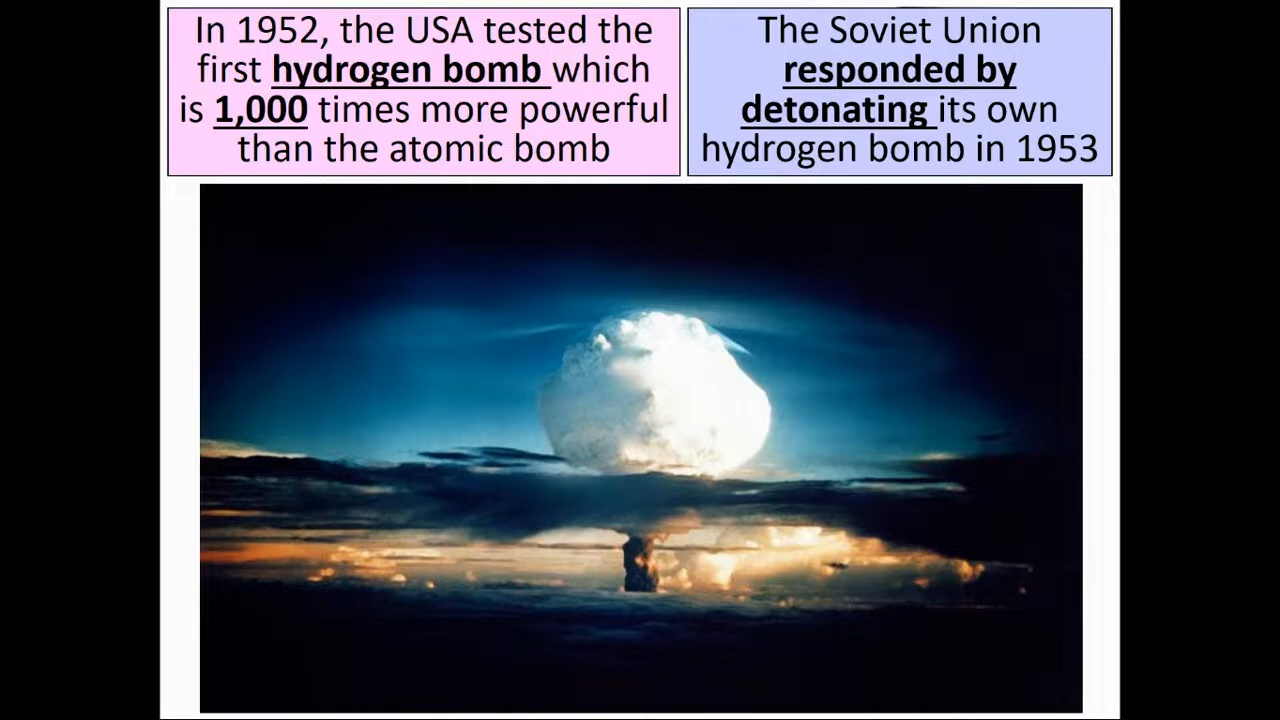 In 1952, the USA tested the
first hydrogen bomb which
is 1,000 times more powerful
than the atomic bomb
The Soviet Union
responded by
detonating its own
hydrogen bomb in 1953